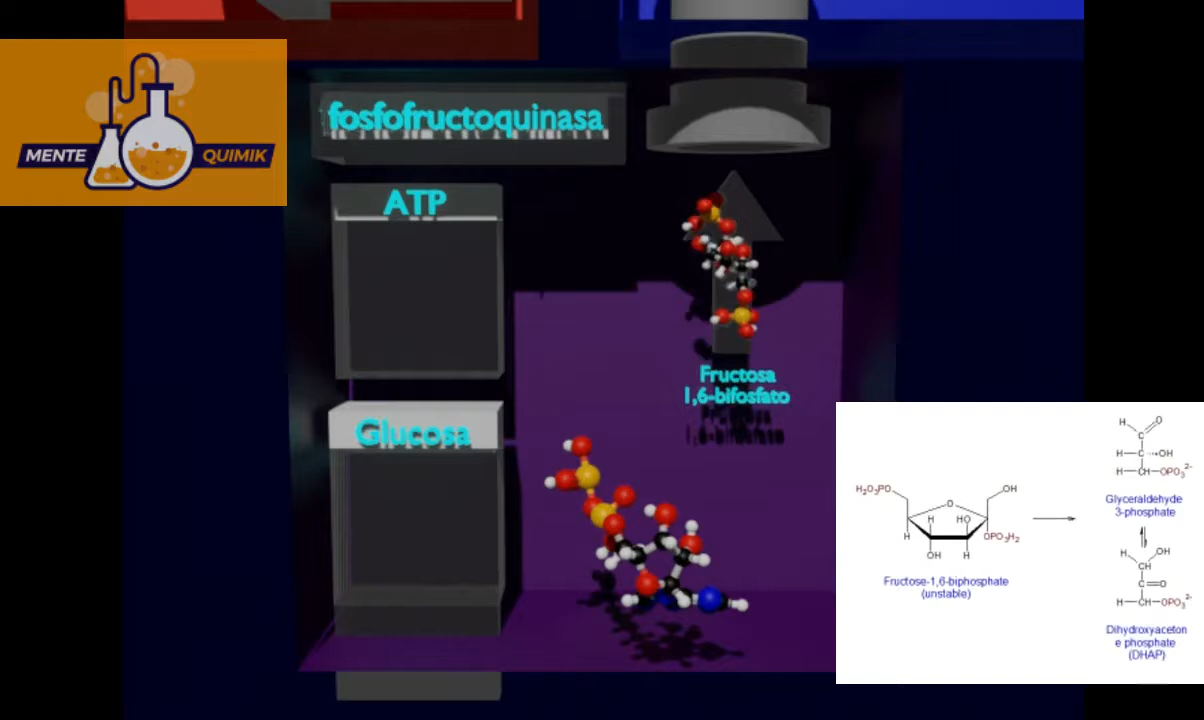 MENTE QUIMIK
fosfofructoquinasa
ATP
Glucosa
Fructosa
1,6-bifosfato
H₂O₃PO
O
OH
H
HO
H
OPO₃H₂
OH
H
Fructose-1,6-biphosphate
(unstable)
H
O
C
H—C···OH
H—CH—OPO₃²⁻
Glyceraldehyde
3-phosphate
H
OH
CH
C=O
H—CH—OPO₃²⁻
Dihydroxyaceton
e phosphate
(DHAP)